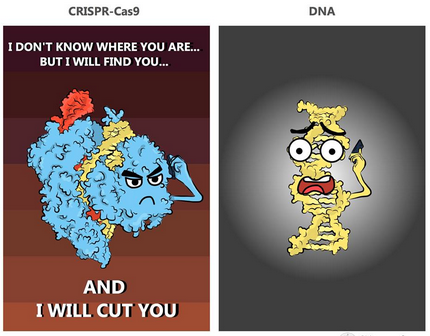 CRISPR-Cas9
DNA
I DON'T KNOW WHERE YOU ARE...
BUT I WILL FIND YOU...
AND
I WILL CUT YOU